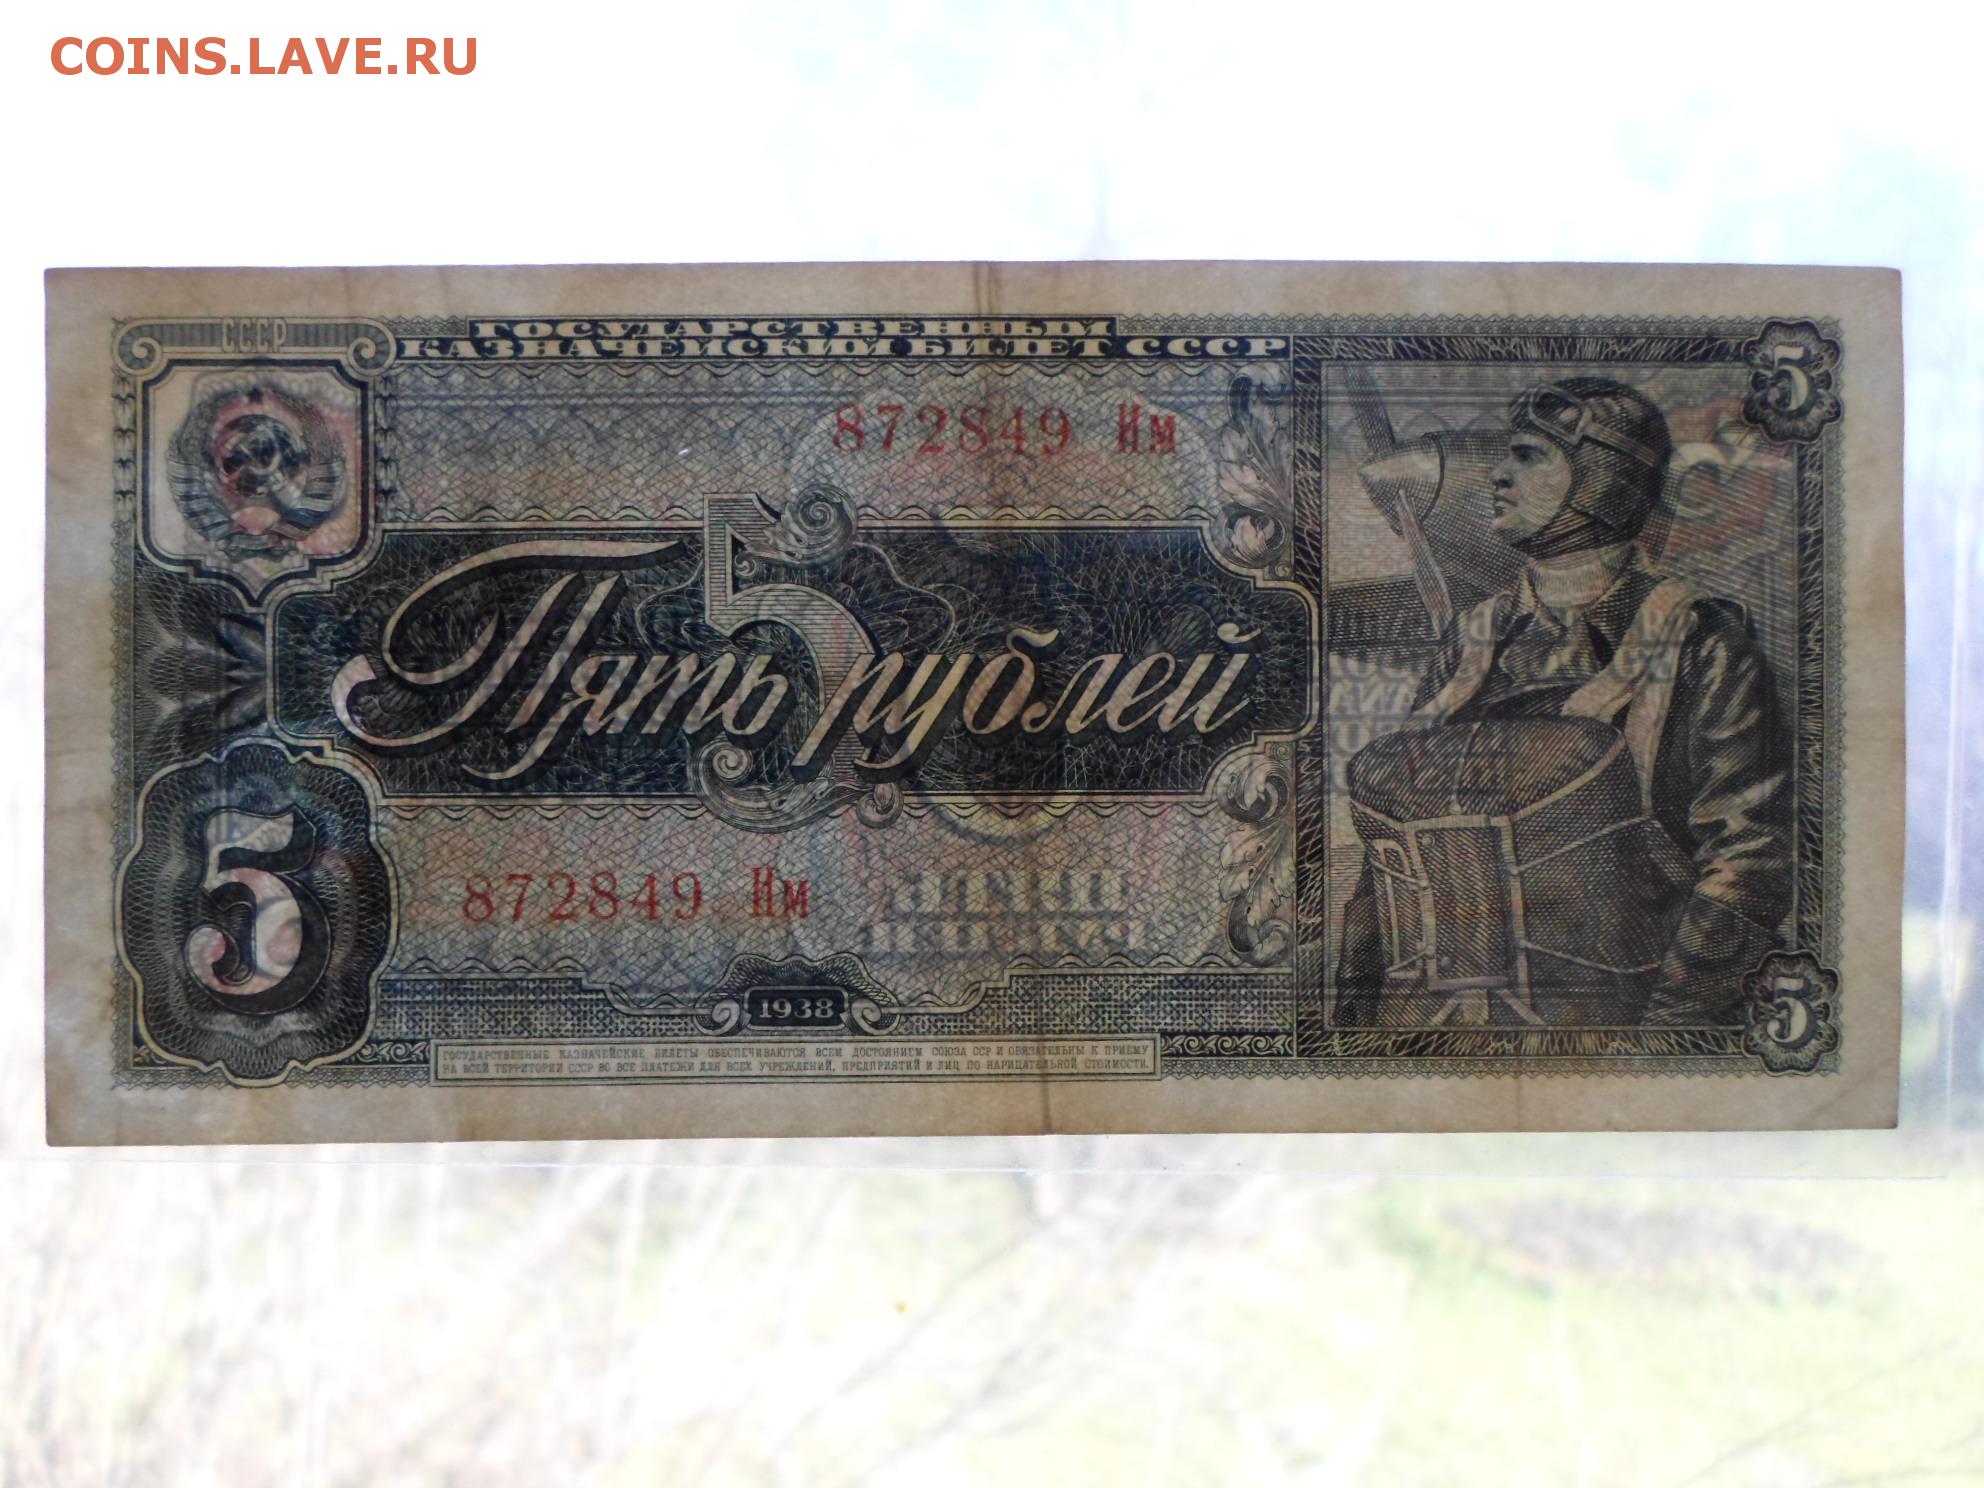 COINS.LAVE.RU
СССР
ГОСУДАРСТВЕННЫЙ
КАЗНАЧЕЙСКИЙ БИЛЕТ СССР
5
872849 Им
5
Пять рублей
5
872849 Им
1938
5
ГОСУДАРСТВЕННЫЕ КАЗНАЧЕЙСКИЕ БИЛЕТЫ ОБЕСПЕЧИВАЮТСЯ ВСЕМ ДОСТОЯНИЕМ СОЮЗА ССР И ОБЯЗАТЕЛЬНЫ К ПРИЕМУ
НА ВСЕЙ ТЕРРИТОРИИ СССР ВО ВСЕ ПЛАТЕЖИ ДЛЯ ВСЕХ УЧРЕЖДЕНИЙ, ПРЕДПРИЯТИЙ И ЛИЦ ПО НАРИЦАТЕЛЬНОЙ СТОИМОСТИ.